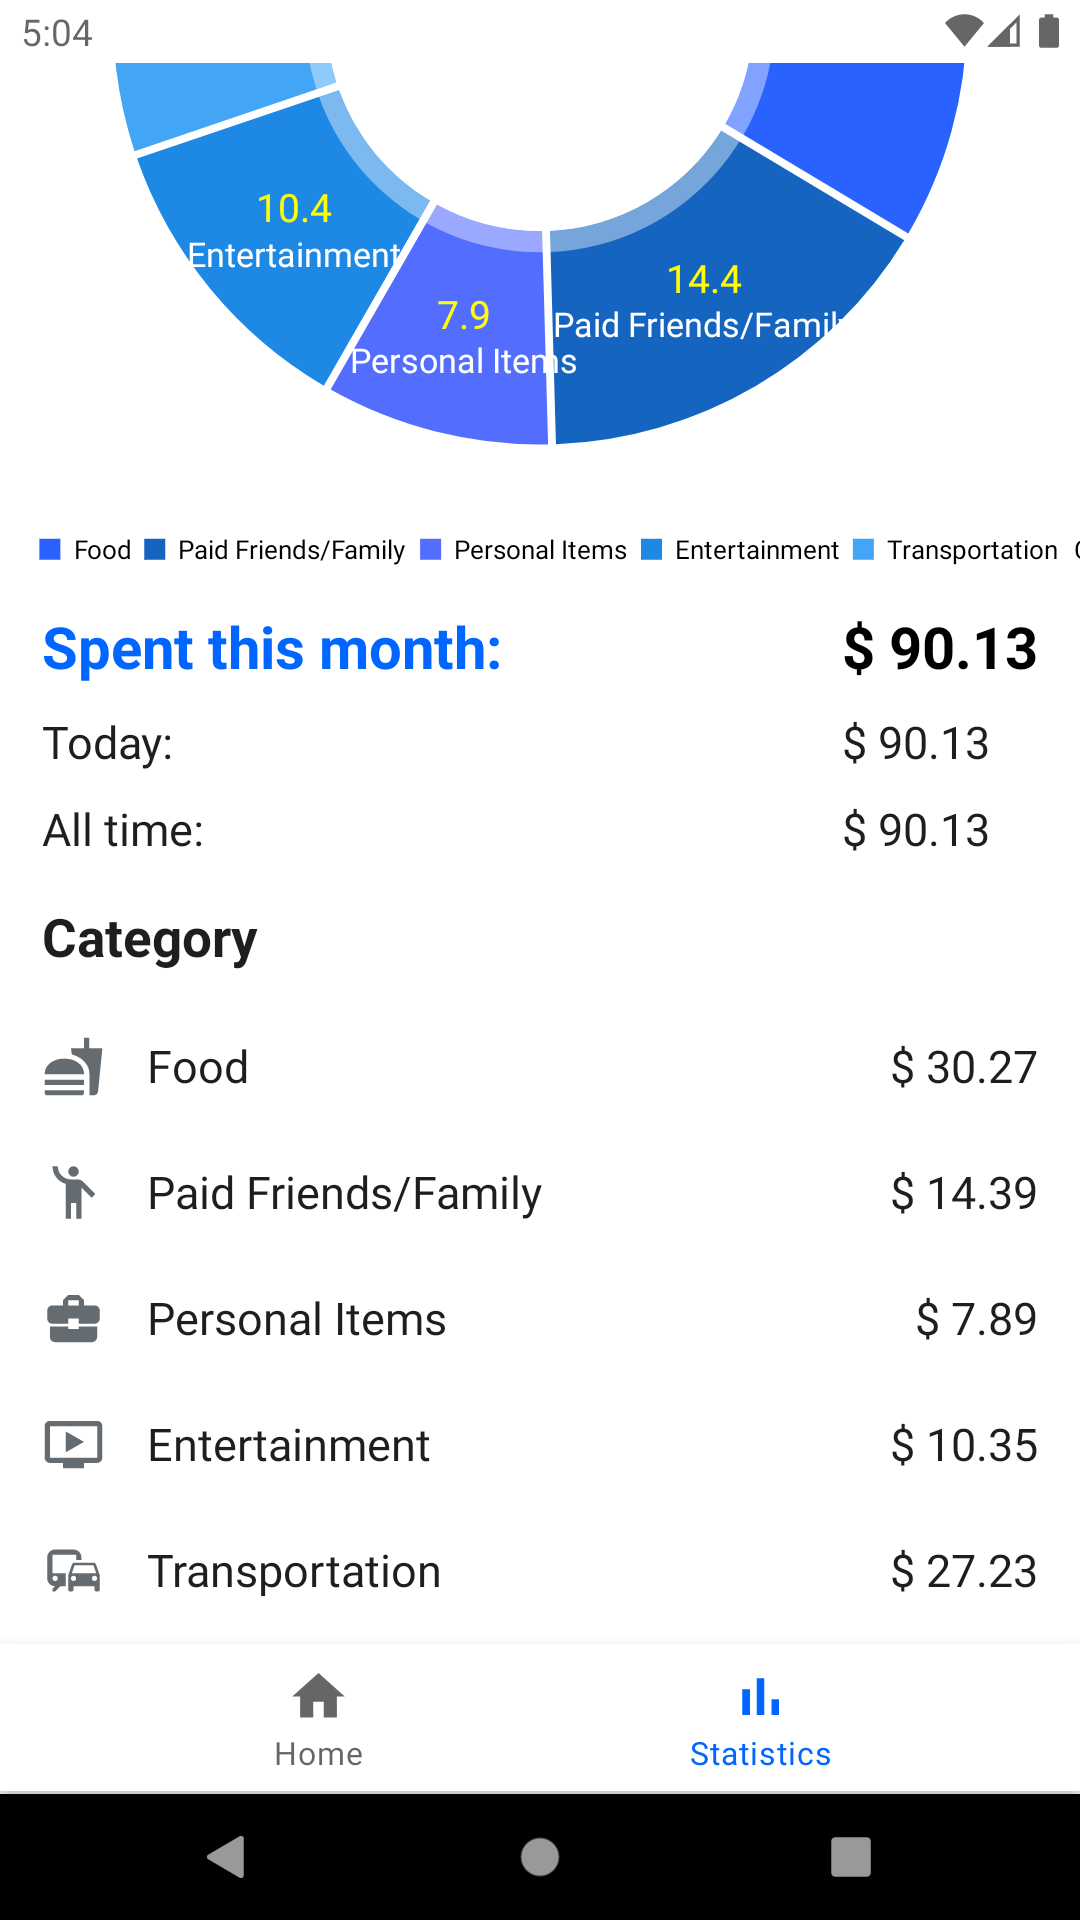 5:04
10.4
Entertainment
7.9
Personal Items
14.4
Paid Friends/Family
Food Paid Friends/Family Personal Items Entertainment Transportation
Spent this month: $ 90.13
Today: $ 90.13
All time: $ 90.13
Category
Food $ 30.27
Paid Friends/Family $ 14.39
Personal Items $ 7.89
Entertainment $ 10.35
Transportation $ 27.23
Home Statistics